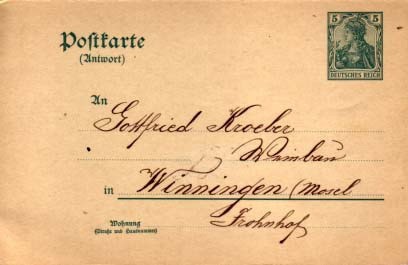 Postkarte
(Antwort)
5 5
DEUTSCHES REICH
An
Gottfried Kroeber
Weinbau
in Winningen (Mosel
Frohnhof
Wohnung
(Straße und Hausnummer)